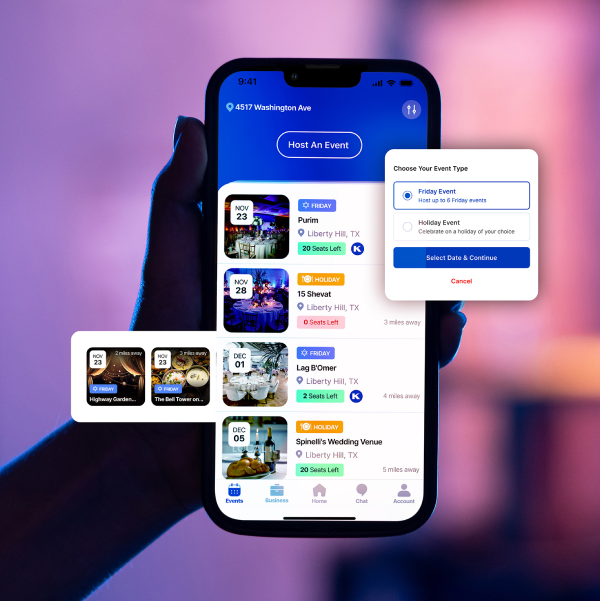 9:41
4517 Washington Ave
Host An Event
NOV
23
FRIDAY
Purim
Liberty Hill, TX
20 Seats Left
K
NOV
28
HOLIDAY
15 Shevat
Liberty Hill, TX
0 Seats Left
3 miles away
DEC
01
FRIDAY
Lag B'Omer
Liberty Hill, TX
2 Seats Left
K
4 miles away
DEC
05
HOLIDAY
Spinelli's Wedding Venue
Liberty Hill, TX
20 Seats Left
5 miles away
Events
Business
Home
Chat
Account
Choose Your Event Type
Friday Event
Host up to 6 Friday events
Holiday Event
Celebrate on a holiday of your choice
Select Date & Continue
Cancel
NOV
23
2 miles away
FRIDAY
Highway Garden...
NOV
23
3 miles away
FRIDAY
The Bell Tower on...